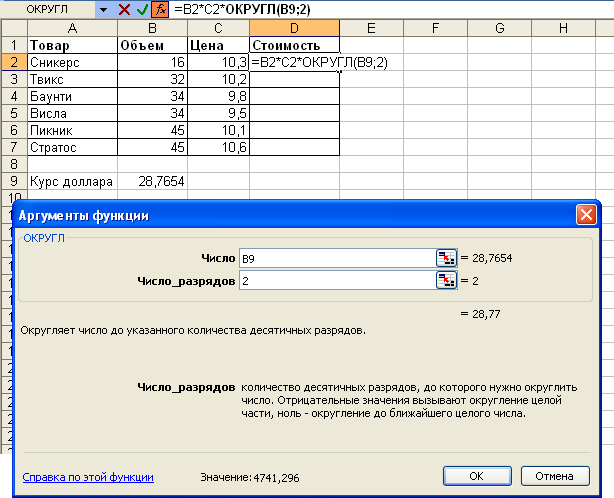 ОКРУГЛ =B2*C2*ОКРУГЛ(B9;2)
A B C D E F G H I
1 Товар Объем Цена Стоимость
2 Сникерс 16 10,3 =B2*C2*ОКРУГЛ(B9;2)
3 Твикс 32 10,2
4 Баунти 34 9,8
5 Висла 34 9,5
6 Пикник 45 10,1
7 Стратос 45 10,6
8
9 Курс доллара 28,7654
10
Аргументы функции
ОКРУГЛ
Число B9 = 28,7654
Число_разрядов 2 = 2
= 28,77
Округляет число до указанного количества десятичных разрядов.
Число_разрядов количество десятичных разрядов, до которого нужно округлить
число. Отрицательные значения вызывают округление целой
части, ноль - округление до ближайшего целого числа.
Справка по этой функции Значение:4741,296 ОК Отмена